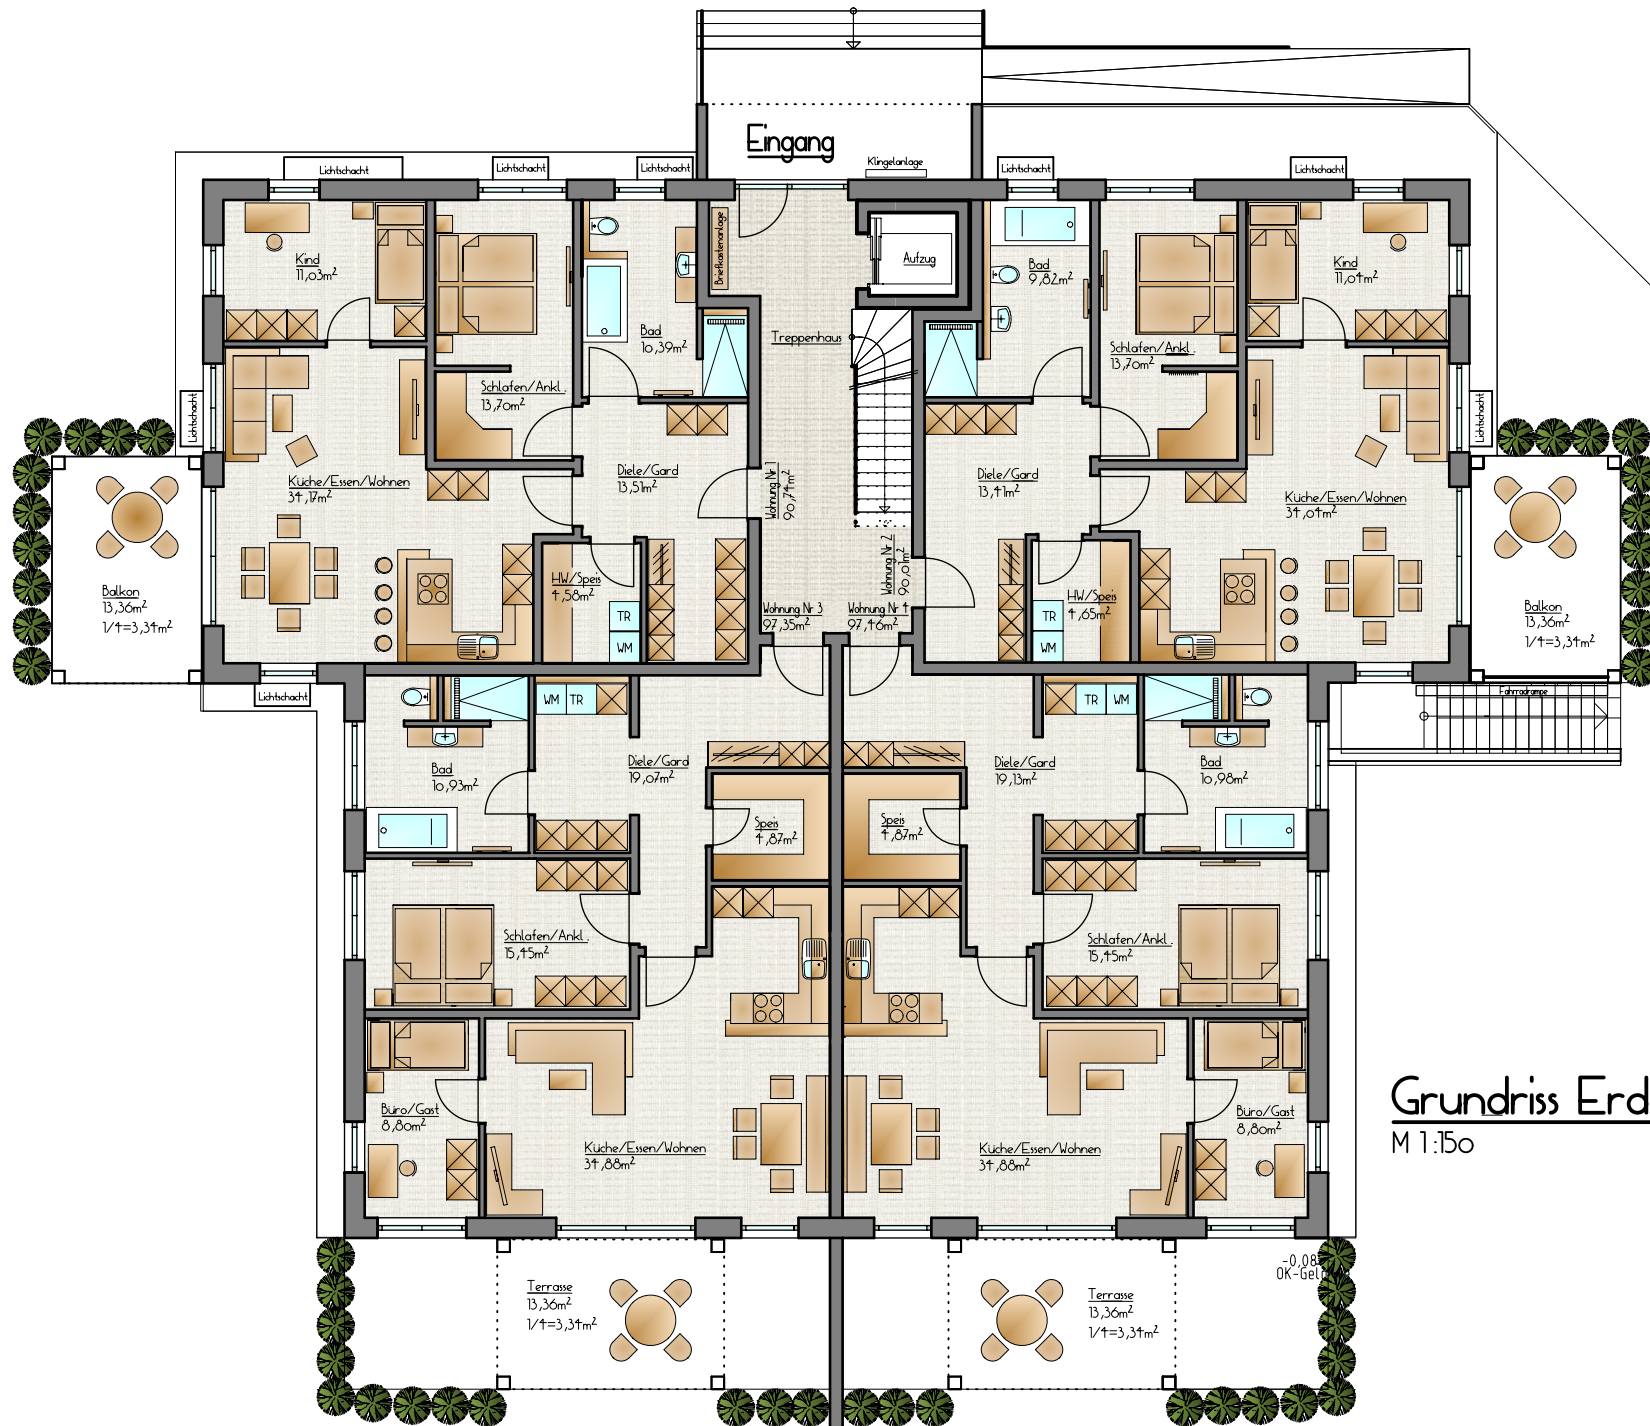 Eingang
Klingelanlage
Lichtschacht
Lichtschacht
Lichtschacht
Lichtschacht
Lichtschacht
Briefkastenanlage
Aufzug
Kind
11,03m²
Bad
10,39m²
Schlafen/Ankl.
13,70m²
Treppenhaus
Bad
9,82m²
Schlafen/Ankl.
13,70m²
Kind
11,04m²
Lichtschacht
Lichtschacht
Küche/Essen/Wohnen
34,17m²
Diele/Gard
13,51m²
Wohnung Nr 1
90,74m²
Diele/Gard
13,41m²
Küche/Essen/Wohnen
34,04m²
Balkon
13,36m²
1/4=3,34m²
HW/Speis
4,58m²
TR
WM
Wohnung Nr 2
90,01m²
Wohnung Nr 3
97,35m²
Wohnung Nr 4
97,46m²
HW/Speis
4,65m²
TR
WM
Balkon
13,36m²
1/4=3,34m²
Lichtschacht
Fahrradrampe
WM TR
TR WM
Bad
10,93m²
Diele/Gard
19,07m²
Speis
4,87m²
Speis
4,87m²
Diele/Gard
19,13m²
Bad
10,98m²
Schlafen/Ankl.
15,45m²
Schlafen/Ankl.
15,45m²
Büro/Gast
8,80m²
Küche/Essen/Wohnen
34,88m²
Küche/Essen/Wohnen
34,88m²
Büro/Gast
8,80m²
Grundriss Erd
M 1:150
Terrasse
13,36m²
1/4=3,34m²
Terrasse
13,36m²
1/4=3,34m²
-0,08
OK-Gel